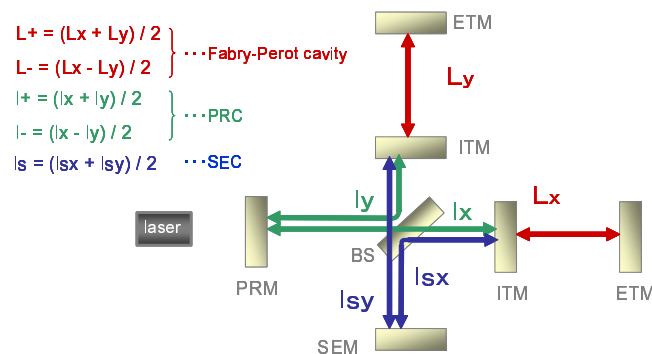 L+ = (Lx + Ly) / 2
L- = (Lx - Ly) / 2
···Fabry-Perot cavity
l+ = (lx + ly) / 2
l- = (lx - ly) / 2
···PRC
ls = (lsx + lsy) / 2
···SEC
ETM
Ly
ITM
ly
lx
Lx
laser
BS
PRM
lsy
lsx
ITM
ETM
SEM